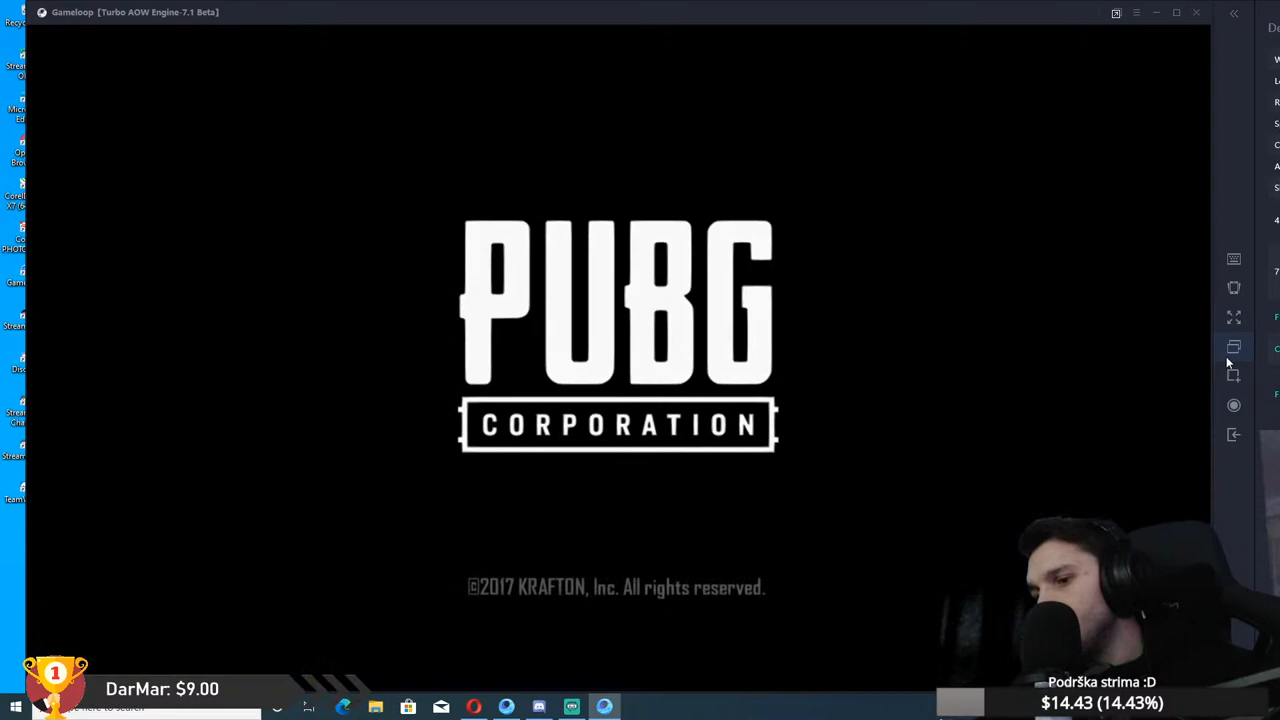 Gameloop [Turbo AOW Engine-7.1 Beta]
PUBG
CORPORATION
©2017 KRAFTON, Inc. All rights reserved.
1
DarMar: $9.00
Podrška strima :D
$14.43 (14.43%)